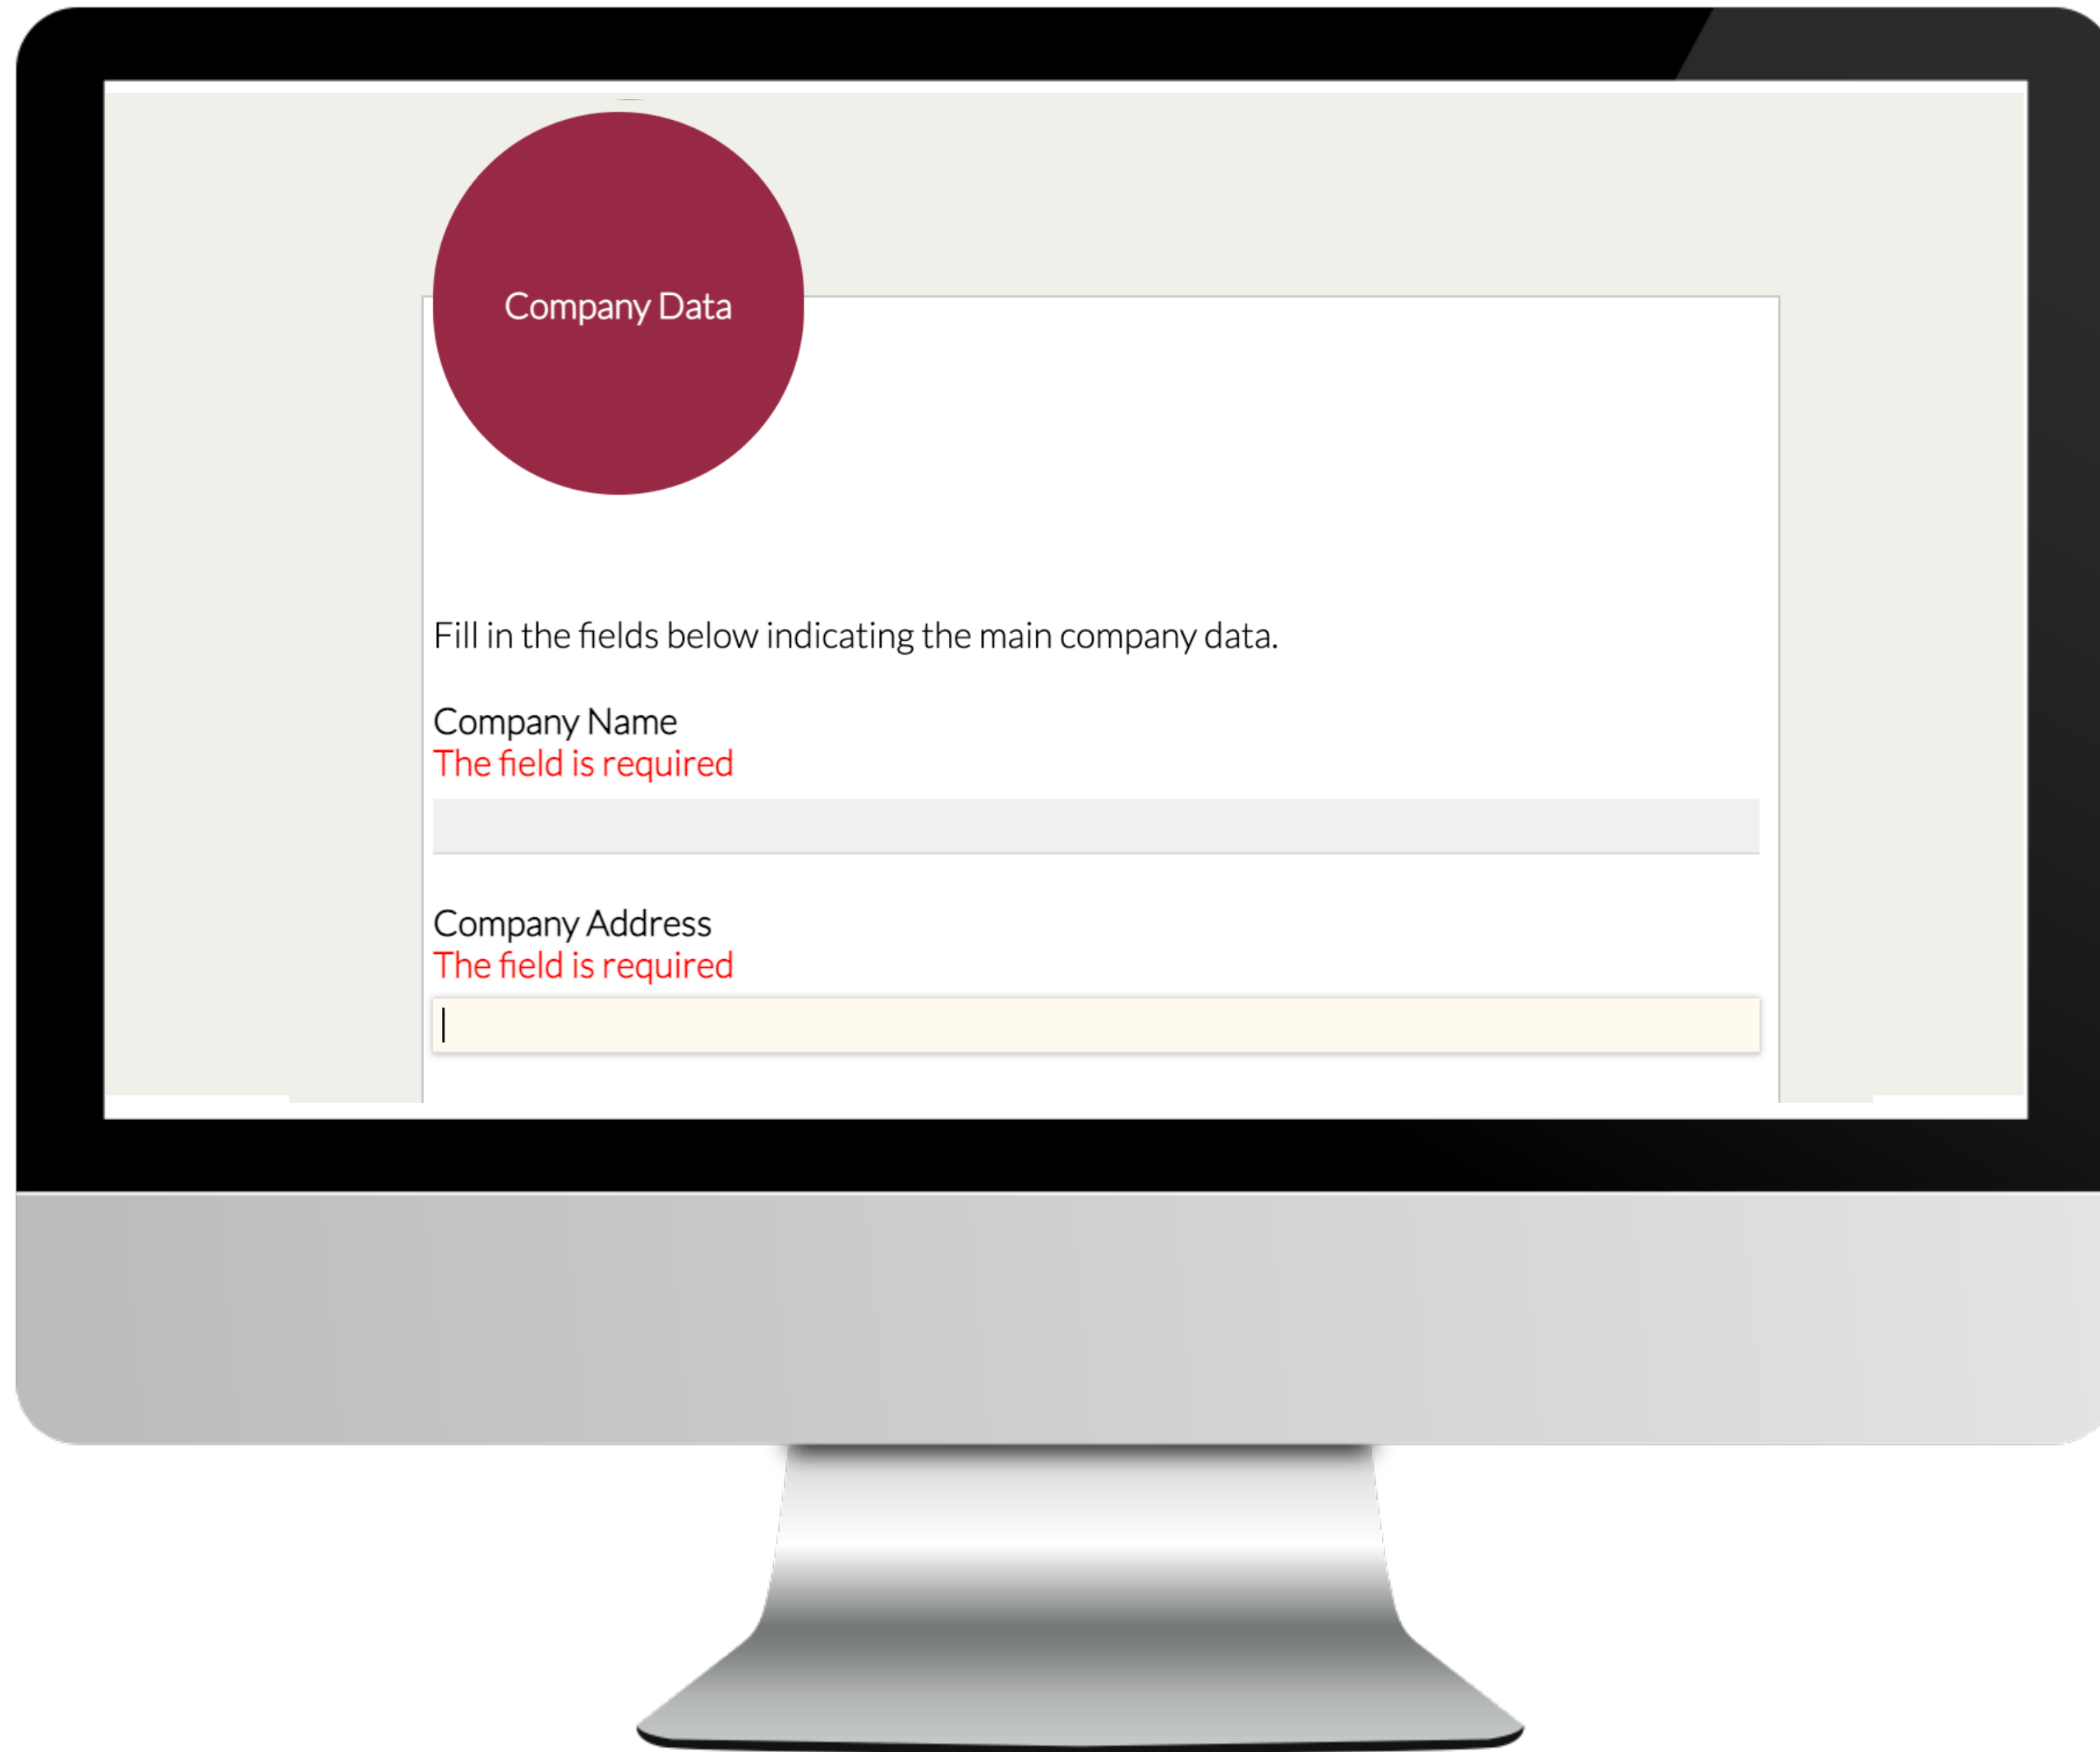 Company Data
Fill in the fields below indicating the main company data.
Company Name
The field is required
Company Address
The field is required